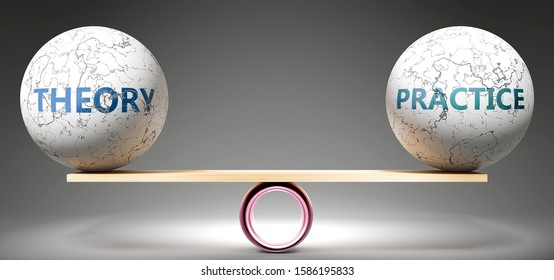 THEORY
PRACTICE
shutterstock.com · 1586195833